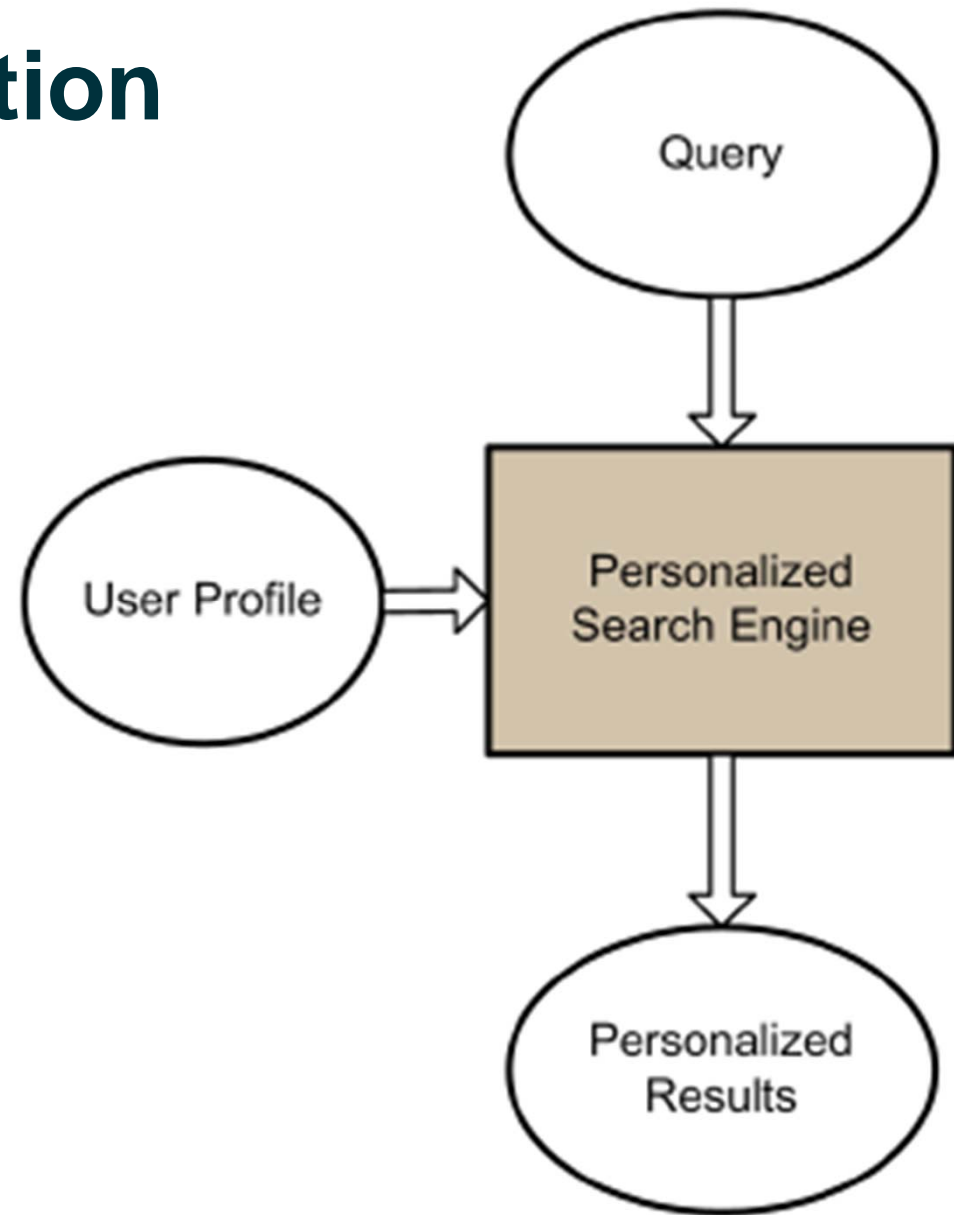 tion
Query
User Profile
Personalized
Search Engine
Personalized
Results